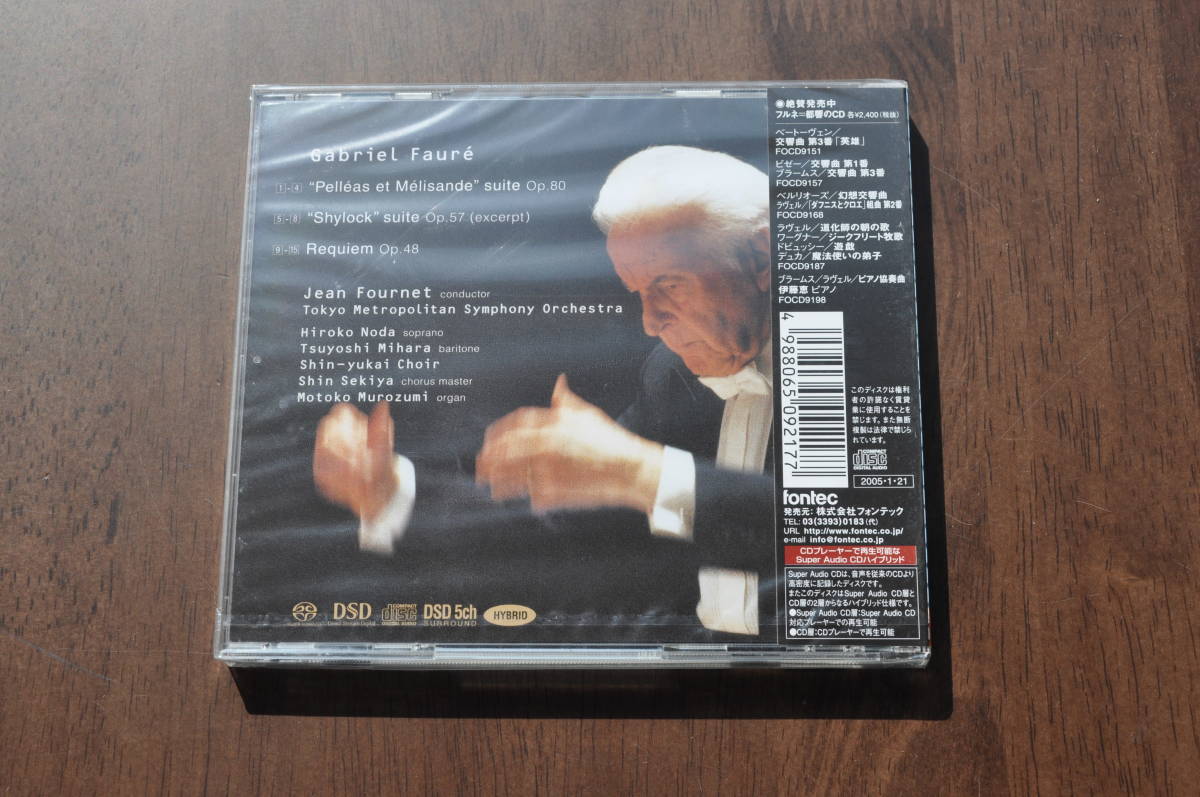 Gabriel Fauré
1-4 "Pelléas et Mélisande" suite Op.80
5-8 "Shylock" suite Op.57 (excerpt)
9-15 Requiem Op.48
Jean Fournet conductor
Tokyo Metropolitan Symphony Orchestra
Hiroko Noda soprano
Tsuyoshi Mihara baritone
Shin-yukai Choir
Shin Sekiya chorus master
Motoko Murozumi organ
DSD
Direct Stream Digital
COMPACT
disc
DIGITAL AUDIO
DSD 5ch
SURROUND
HYBRID
◉絶賛発売中
フルネ=都響のCD 各¥2,400(税抜)
ベートーヴェン/
交響曲 第3番「英雄」
FOCD9151
ビゼー/交響曲 第1番
ブラームス/交響曲 第3番
FOCD9157
ベルリオーズ/幻想交響曲
ラヴェル/「ダフニスとクロエ」組曲 第2番
FOCD9168
ラヴェル/道化師の朝の歌
ワーグナー/ジークフリート牧歌
ドビュッシー/遊戯
デュカ/魔法使いの弟子
FOCD9187
ブラームス/ラヴェル/ピアノ協奏曲
伊藤恵 ピアノ
FOCD9198
4 988065 092177
このディスクは権利
者の許諾なく賃貸
業に使用することを
禁じます。また無断
複製は法律で禁じら
れています。
COMPACT
disc
DIGITAL AUDIO
2005・1・21
fontec
発売元: 株式会社フォンテック
TEL: 03(3393)0183(代)
URL http://www.fontec.co.jp/
e-mail info@fontec.co.jp
CDプレーヤーで再生可能な
Super Audio CDハイブリッド
Super Audio CDは、音声を従来のCDより
高密度に記録したディスクです。
またこのディスクはSuper Audio CD層と
CD層の2層からなるハイブリッド仕様です。
●Super Audio CD層:Super Audio CD
対応プレーヤーでの再生可能
●CD層:CDプレーヤーで再生可能